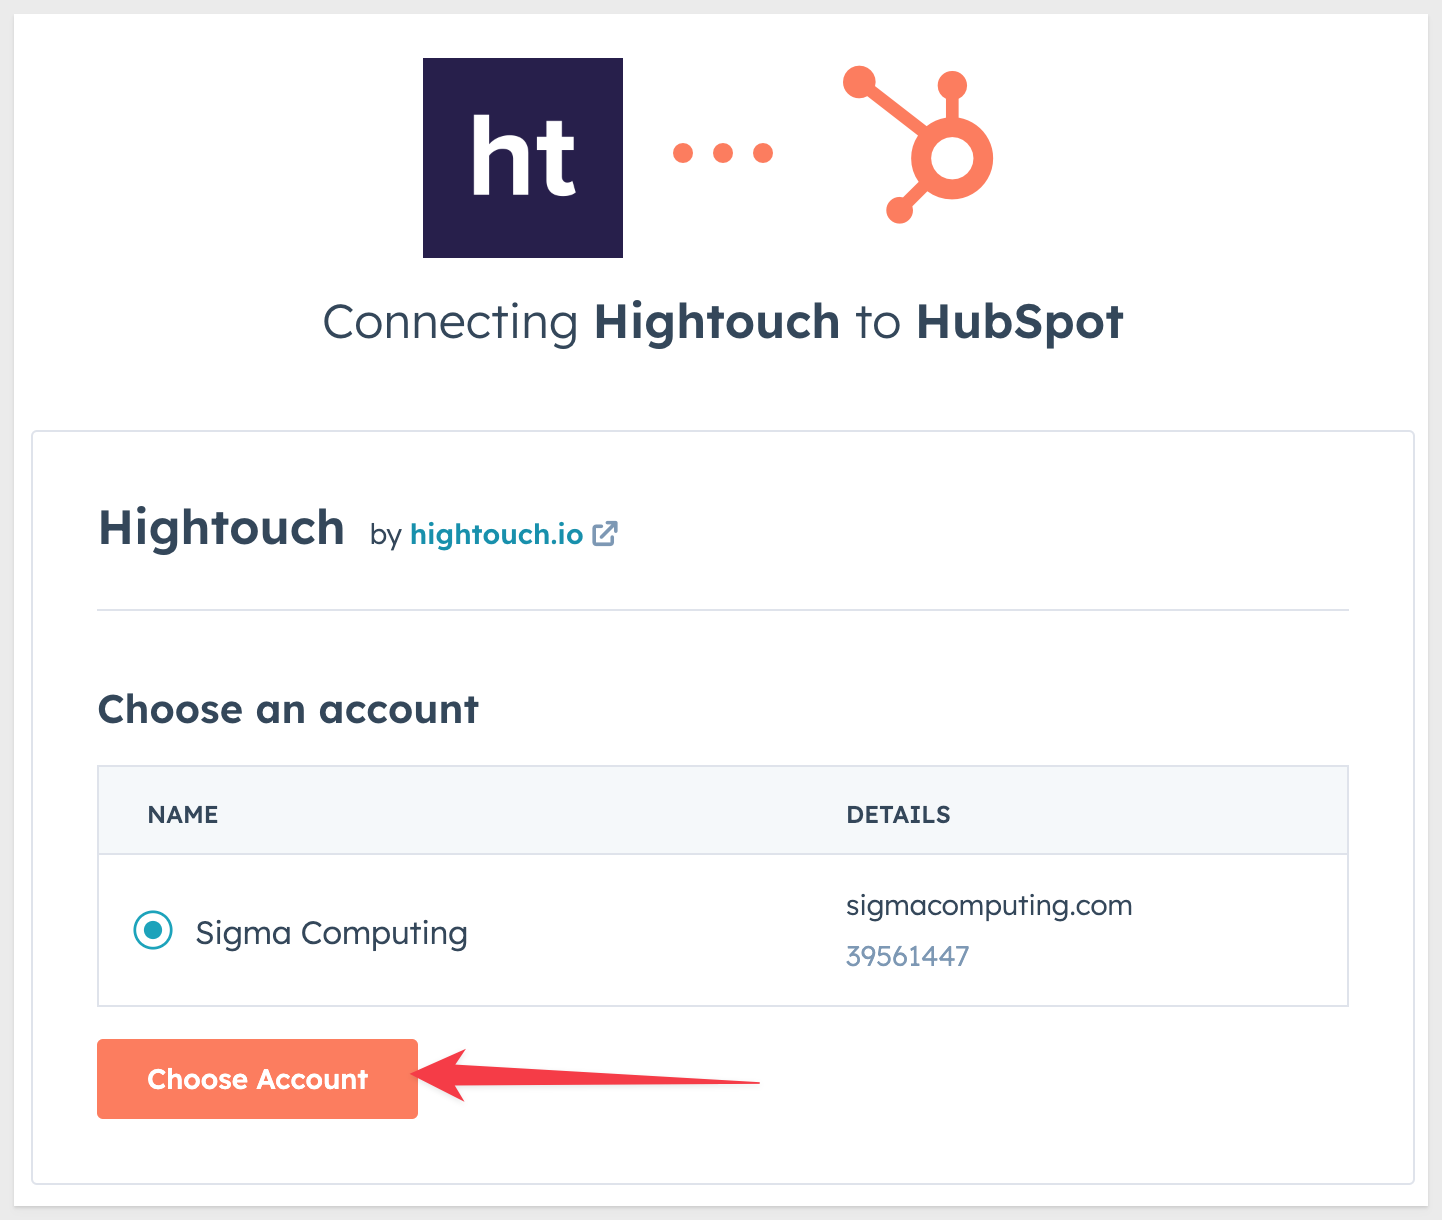 ht
Connecting Hightouch to HubSpot
Hightouch by hightouch.io
Choose an account
NAME DETAILS
Sigma Computing
sigmacomputing.com
39561447
Choose Account